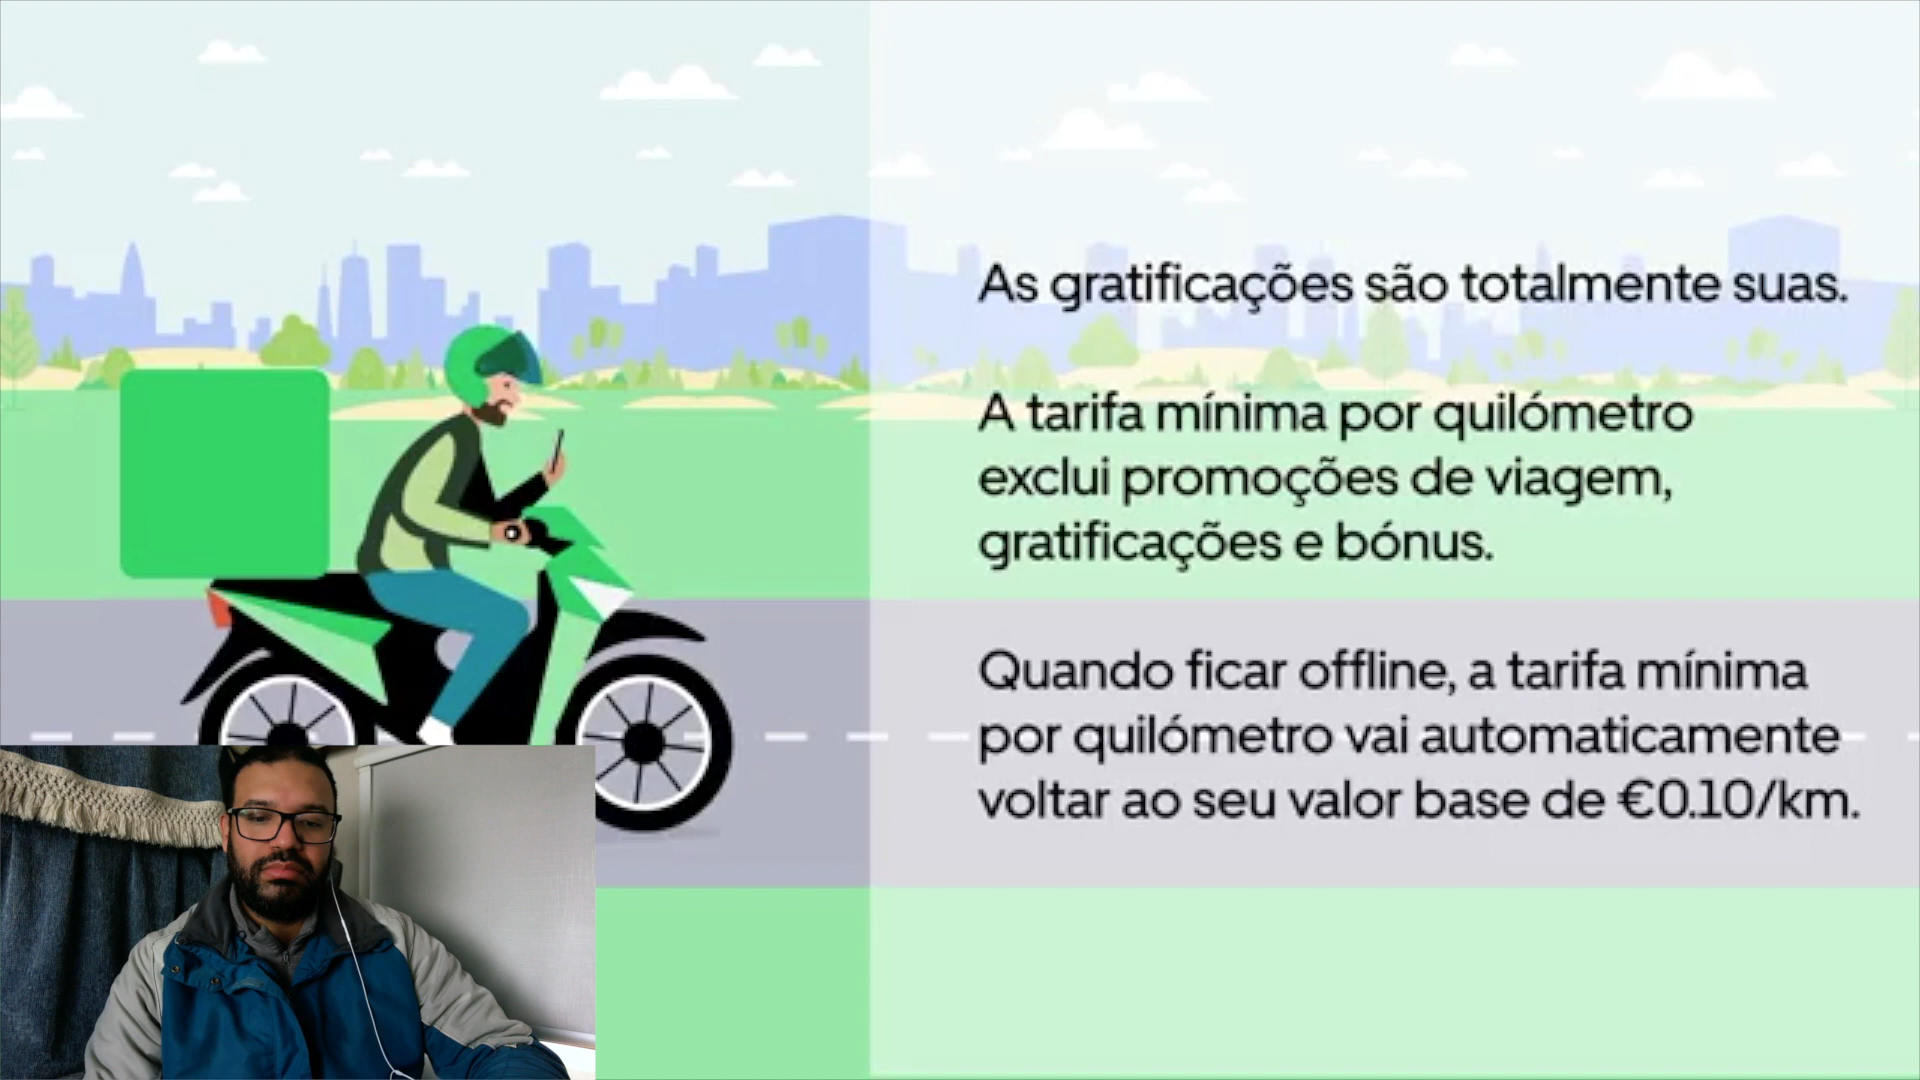 As gratificações são totalmente suas.
A tarifa mínima por quilómetro
exclui promoções de viagem,
gratificações e bónus.
Quando ficar offline, a tarifa mínima
por quilómetro vai automaticamente
voltar ao seu valor base de €0.10/km.